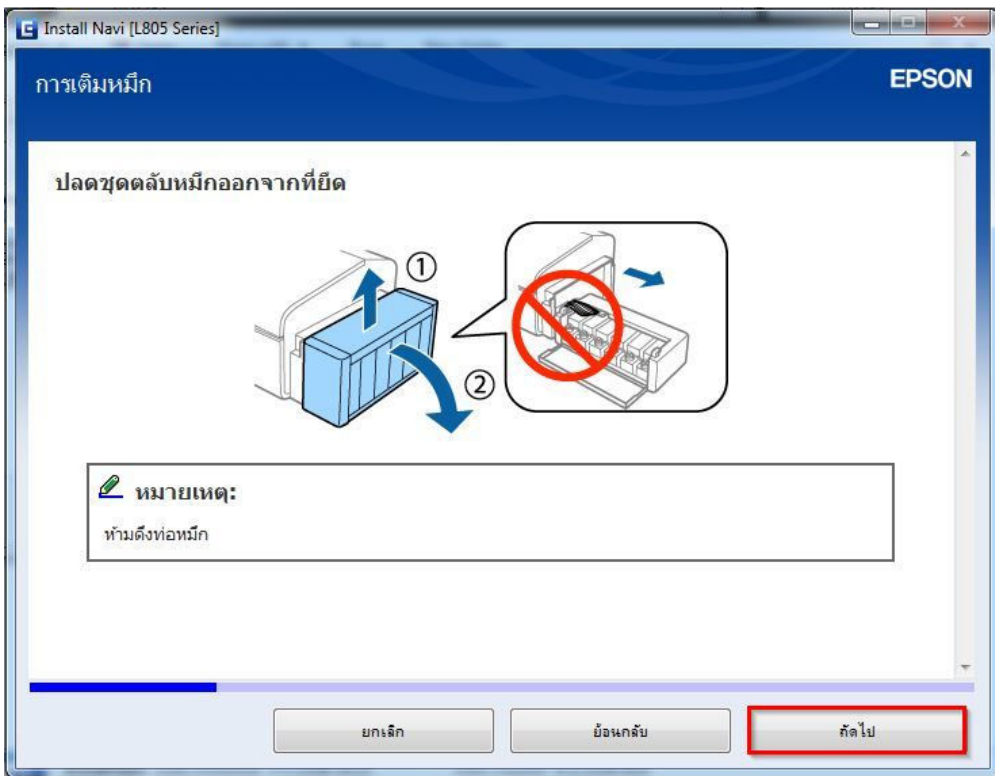 Install Navi [L805 Series]
การเติมหมึก
EPSON
ปลดชุดตลับหมึกออกจากที่ยึด
①
②
หมายเหตุ:
ห้ามดึงท่อหมึก
ยกเลิก
ย้อนกลับ
ถัดไป